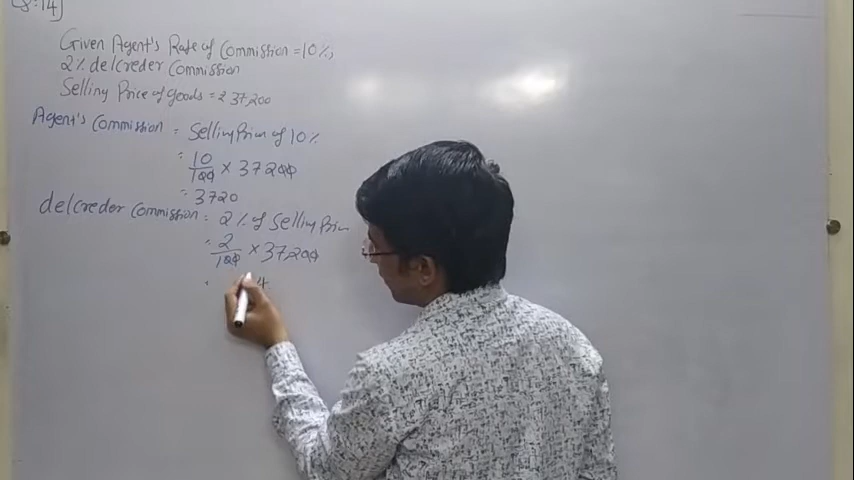 Q:14]
Given Agent's Rate of Commission = 10%,
2% delcreder Commission
Selling Price of goods = ₹ 37,200
Agent's Commission = Selling Price of 10%
= 10/100 × 37200
= 3720
delcreder Commission = 2% of Selling Price
= 2/100 × 37200
= 4